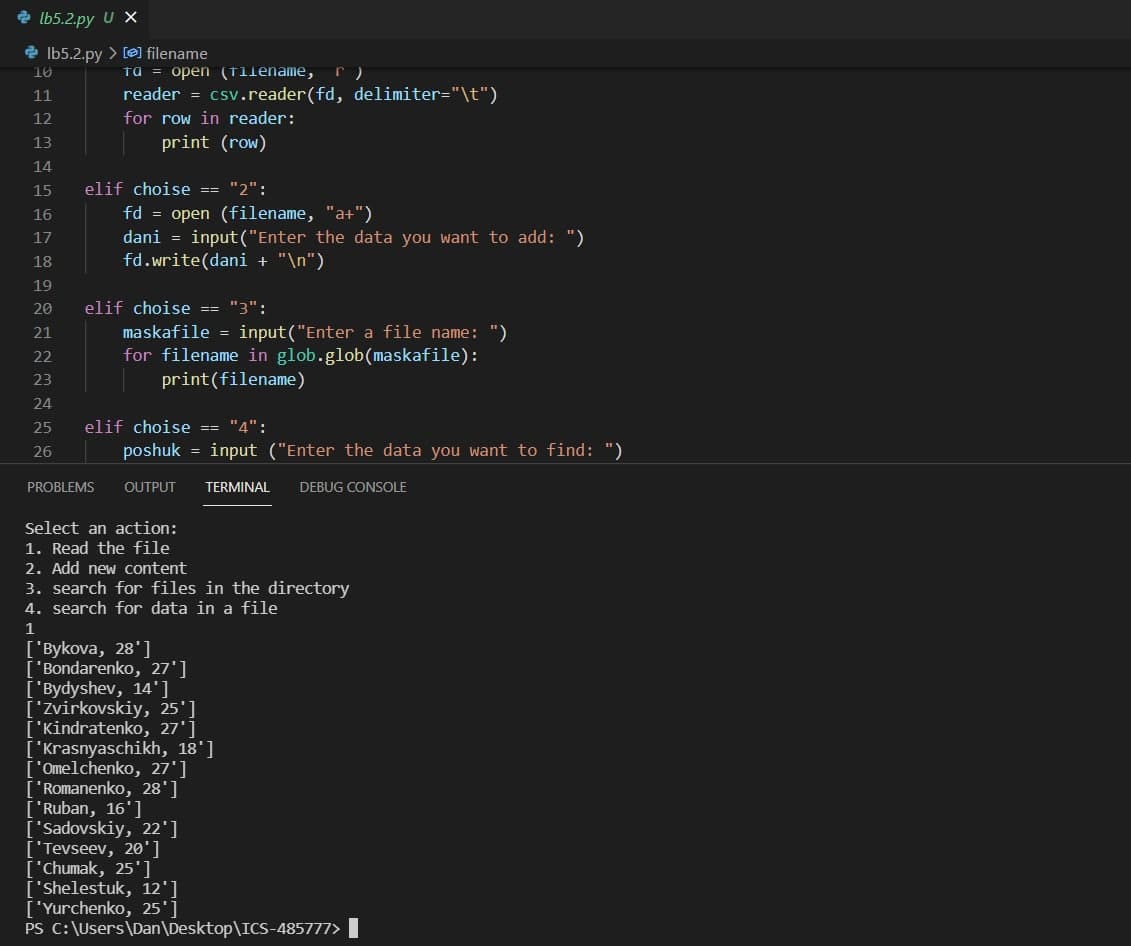 lb5.2.py U ×
lb5.2.py > filename
10 fd = open (filename, "r")
11 reader = csv.reader(fd, delimiter="\t")
12 for row in reader:
13 print (row)
14
15 elif choise == "2":
16 fd = open (filename, "a+")
17 dani = input("Enter the data you want to add: ")
18 fd.write(dani + "\n")
19
20 elif choise == "3":
21 maskafile = input("Enter a file name: ")
22 for filename in glob.glob(maskafile):
23 print(filename)
24
25 elif choise == "4":
26 poshuk = input ("Enter the data you want to find: ")
PROBLEMS OUTPUT TERMINAL DEBUG CONSOLE
Select an action:
1. Read the file
2. Add new content
3. search for files in the directory
4. search for data in a file
1
['Bykova, 28']
['Bondarenko, 27']
['Bydyshev, 14']
['Zvirkovskiy, 25']
['Kindratenko, 27']
['Krasnyaschikh, 18']
['Omelchenko, 27']
['Romanenko, 28']
['Ruban, 16']
['Sadovskiy, 22']
['Tevseev, 20']
['Chumak, 25']
['Shelestuk, 12']
['Yurchenko, 25']
PS C:\Users\Dan\Desktop\ICS-485777>